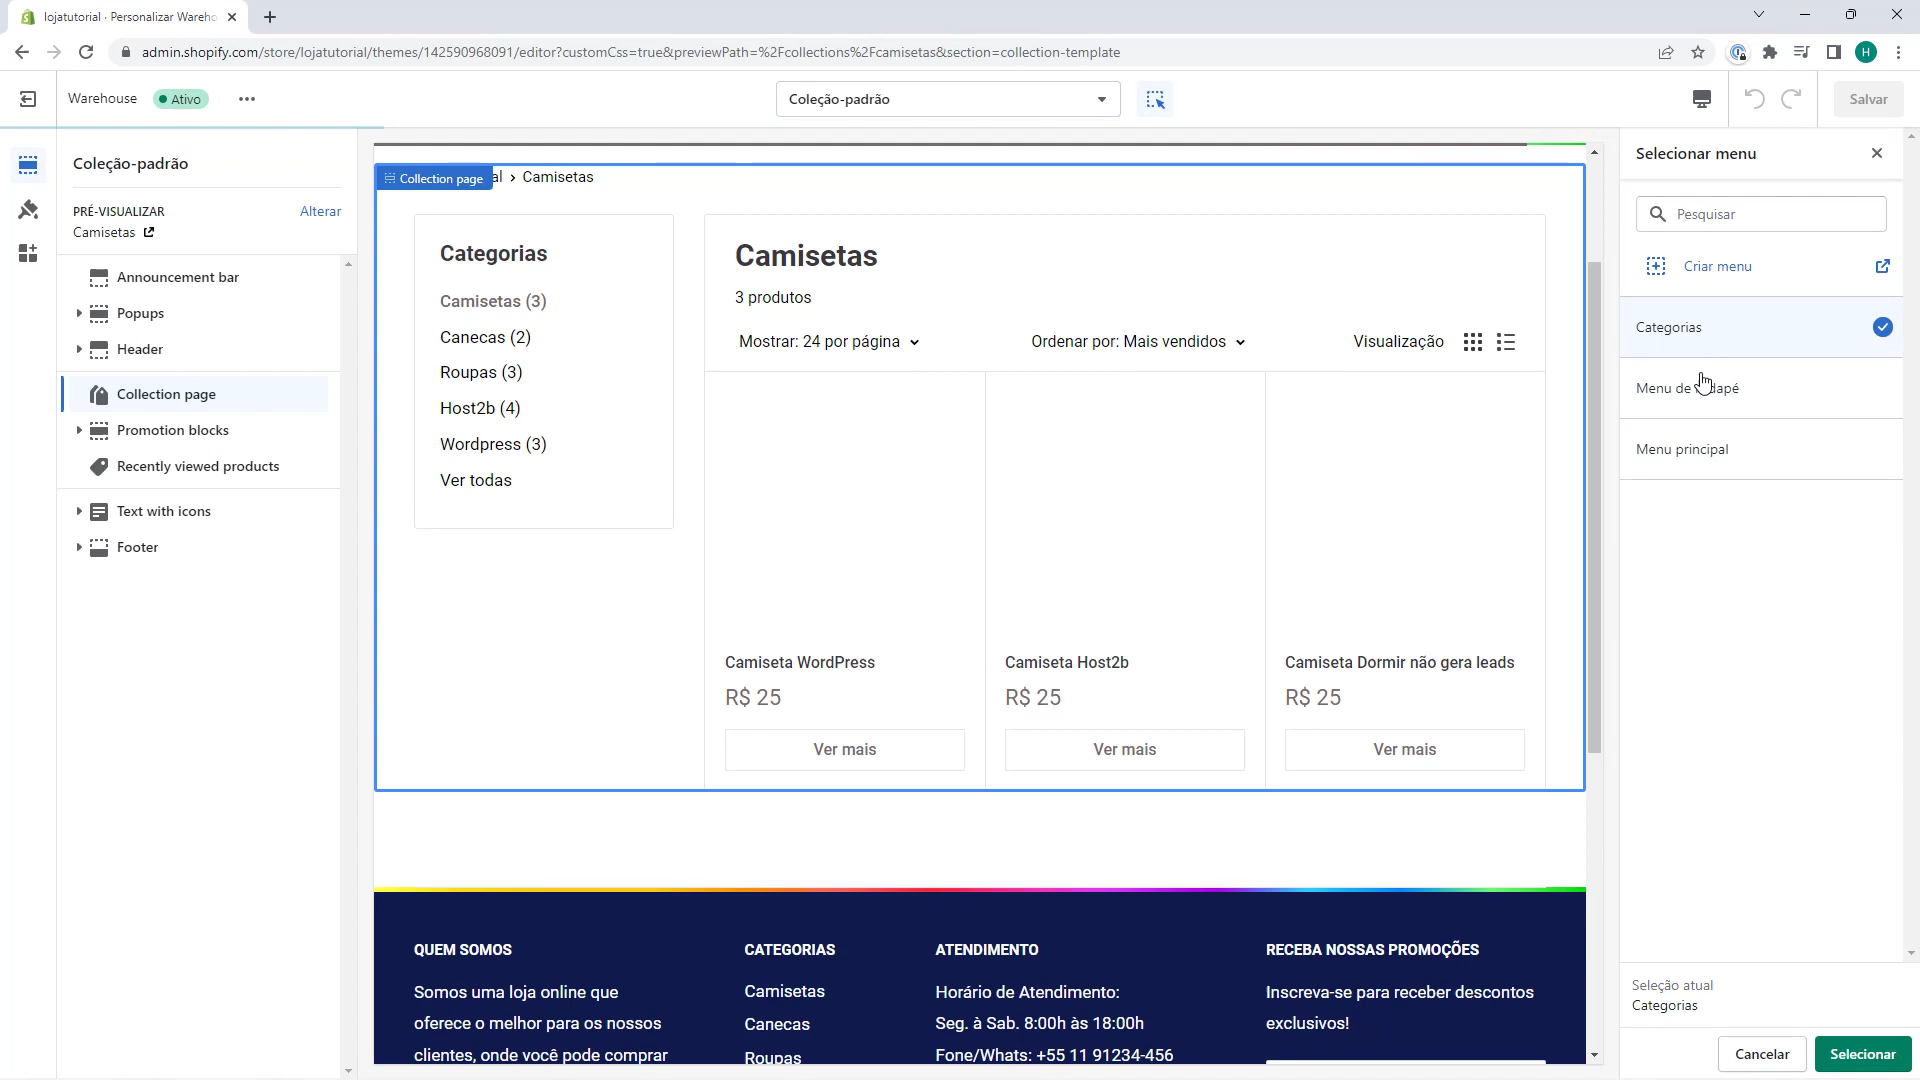 lojatutorial · Personalizar Wareho
admin.shopify.com/store/lojatutorial/themes/142590968091/editor?customCss=true&previewPath=%2Fcollections%2Fcamisetas&section=collection-template
H
Warehouse
Ativo
Coleção-padrão
Salvar
Coleção-padrão
PRÉ-VISUALIZAR
Alterar
Camisetas
Announcement bar
Popups
Header
Collection page
Promotion blocks
Recently viewed products
Text with icons
Footer
Collection page
al › Camisetas
Categorias
Camisetas (3)
Canecas (2)
Roupas (3)
Host2b (4)
Wordpress (3)
Ver todas
Camisetas
3 produtos
Mostrar: 24 por página
Ordenar por: Mais vendidos
Visualização
Camiseta WordPress
R$ 25
Ver mais
Camiseta Host2b
R$ 25
Ver mais
Camiseta Dormir não gera leads
R$ 25
Ver mais
QUEM SOMOS
Somos uma loja online que
oferece o melhor para os nossos
clientes, onde você pode comprar
CATEGORIAS
Camisetas
Canecas
Roupas
ATENDIMENTO
Horário de Atendimento:
Seg. à Sab. 8:00h às 18:00h
Fone/Whats: +55 11 91234-456
RECEBA NOSSAS PROMOÇÕES
Inscreva-se para receber descontos
exclusivos!
Selecionar menu
Pesquisar
Criar menu
Categorias
Menu de dapé
Menu principal
Seleção atual
Categorias
Cancelar
Selecionar